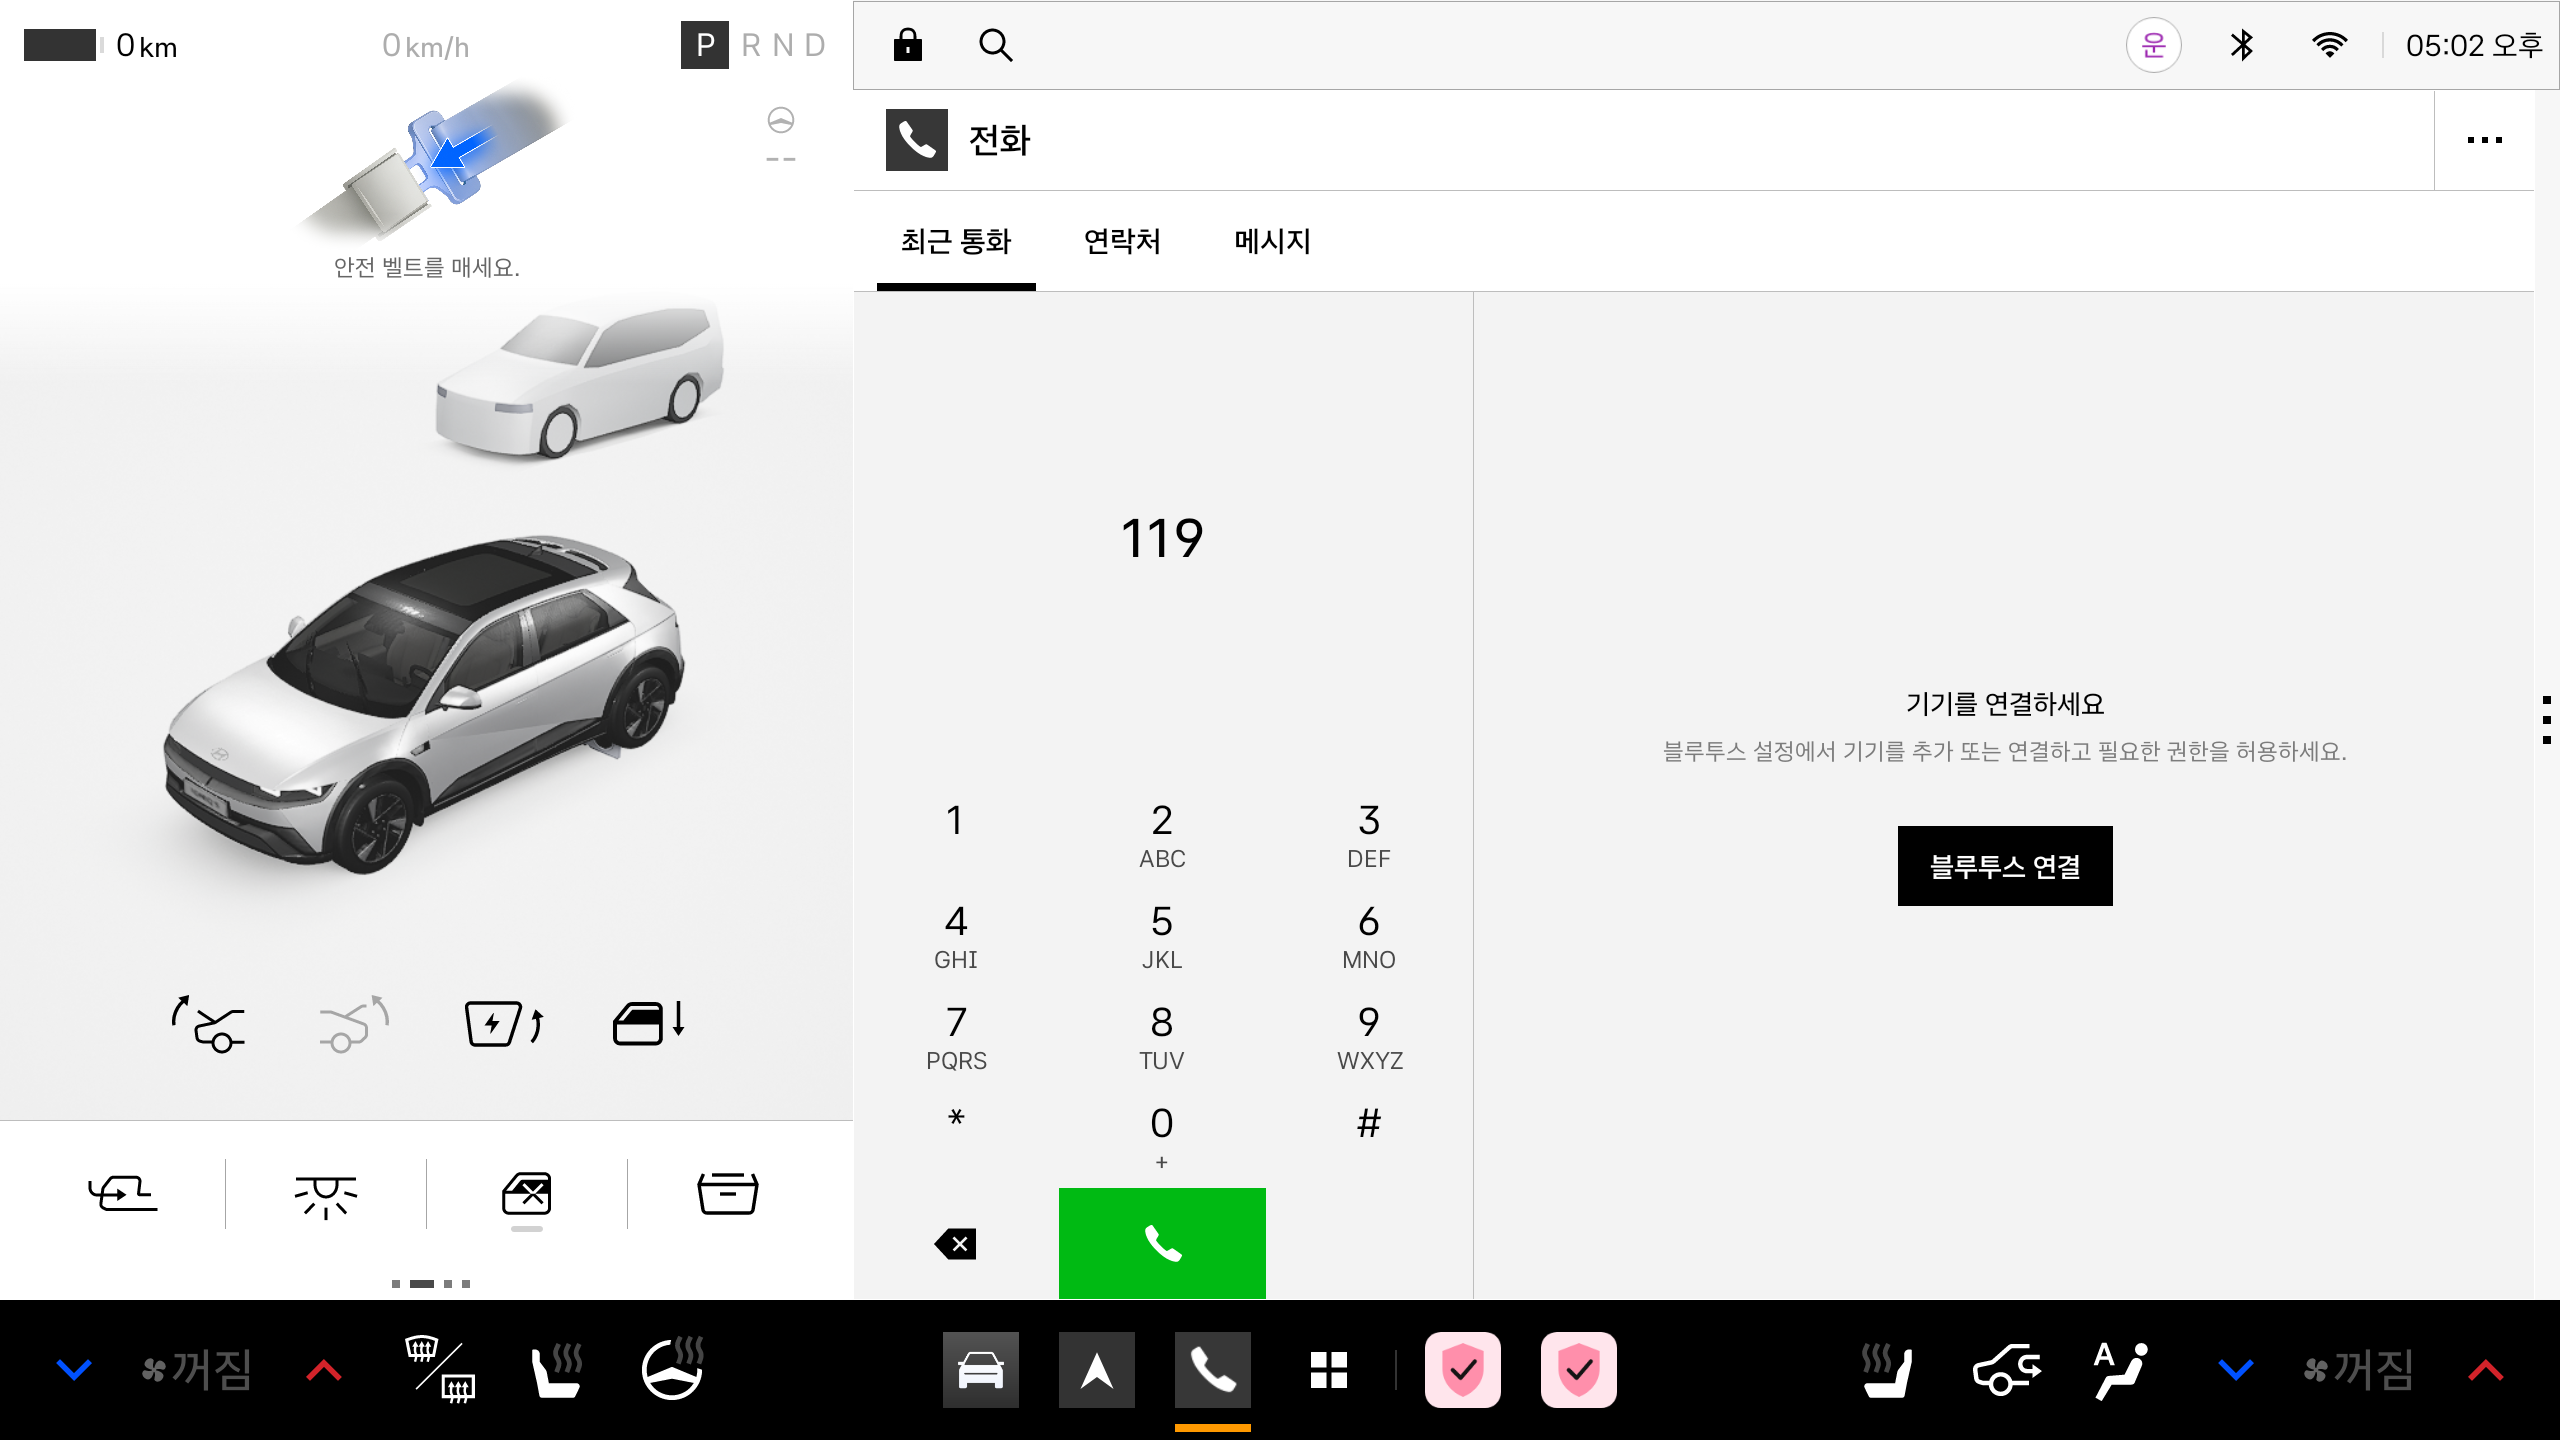 0 km
0 km/h
P R N D
05:02 오후
운
안전 벨트를 매세요.
--
전화
최근 통화
연락처
메시지
119
1
2
ABC
3
DEF
4
GHI
5
JKL
6
MNO
7
PQRS
8
TUV
9
WXYZ
*
0
+
#
기기를 연결하세요
블루투스 설정에서 기기를 추가 또는 연결하고 필요한 권한을 허용하세요.
블루투스 연결
꺼짐
A
꺼짐